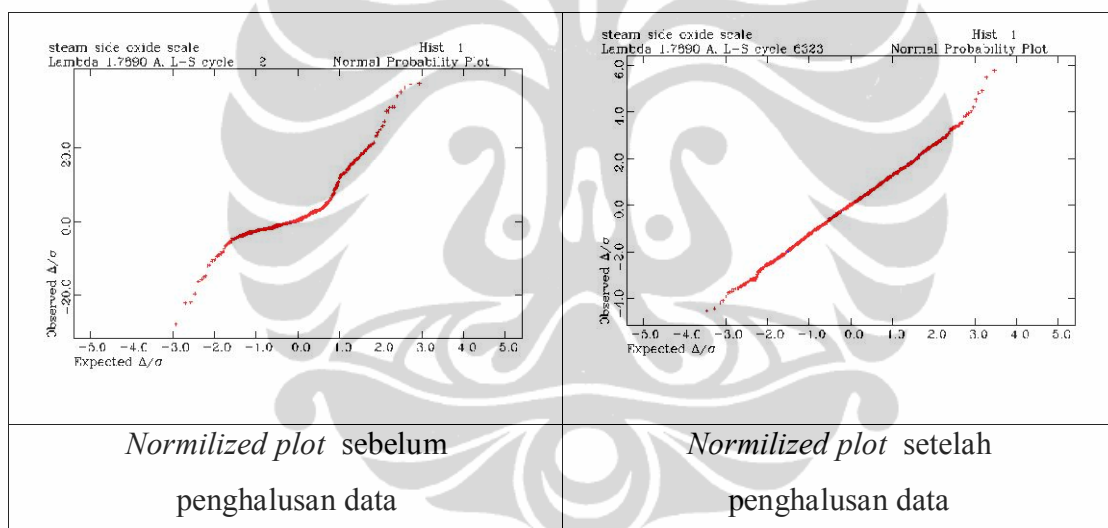 steam side oxide scale Hist 1
Lambda 1.7890 A, L-S cycle 2 Normal Probability Plot
20.0
0.0
-20.0
Observed Δ/σ
-5.0 -4.0 -3.0 -2.0 -1.0 0.0 1.0 2.0 3.0 4.0 5.0
Expected Δ/σ
steam side oxide scale Hist 1
Lambda 1.7890 A, L-S cycle 6323 Normal Probability Plot
6.0
4.0
2.0
0.0
-2.0
-4.0
Observed Δ/σ
-5.0 -4.0 -3.0 -2.0 -1.0 0.0 1.0 2.0 3.0 4.0 5.0
Expected Δ/σ
Normilized plot sebelum
penghalusan data
Normilized plot setelah
penghalusan data